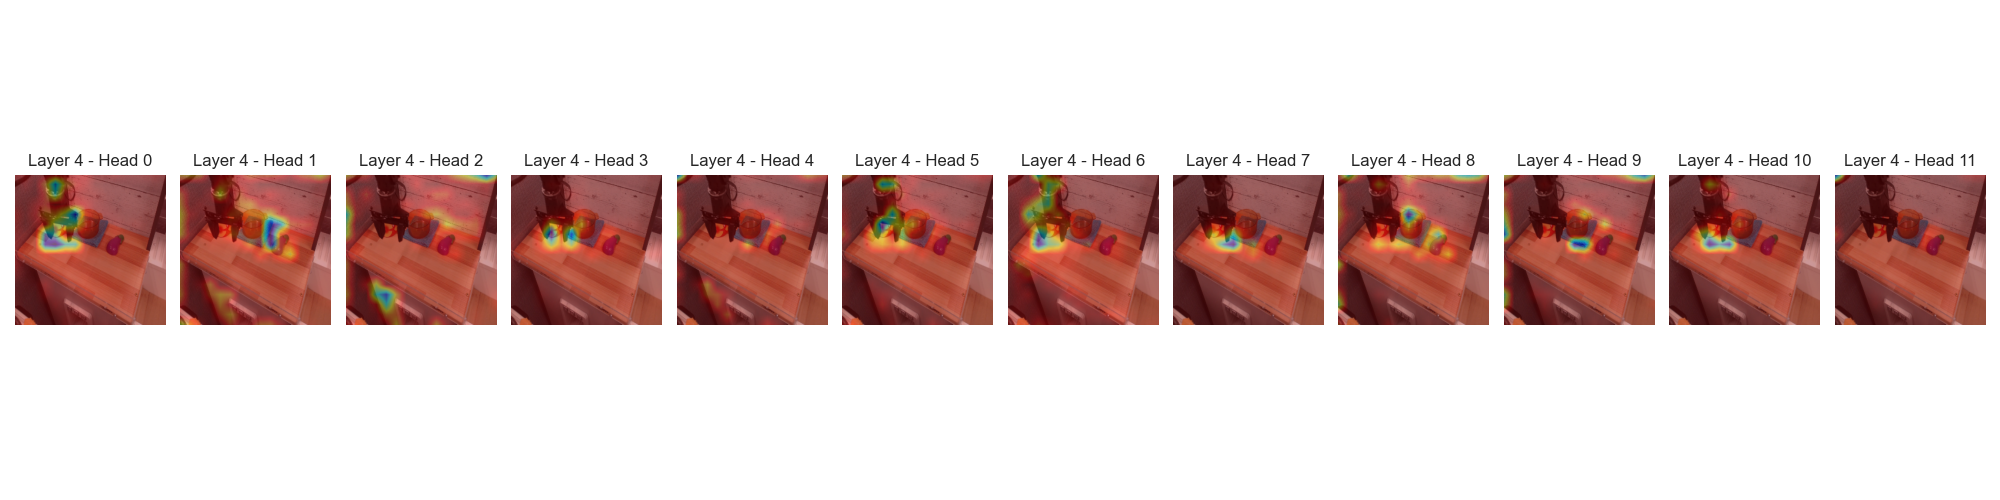 Layer 4 - Head 0
Layer 4 - Head 1
Layer 4 - Head 2
Layer 4 - Head 3
Layer 4 - Head 4
Layer 4 - Head 5
Layer 4 - Head 6
Layer 4 - Head 7
Layer 4 - Head 8
Layer 4 - Head 9
Layer 4 - Head 10
Layer 4 - Head 11